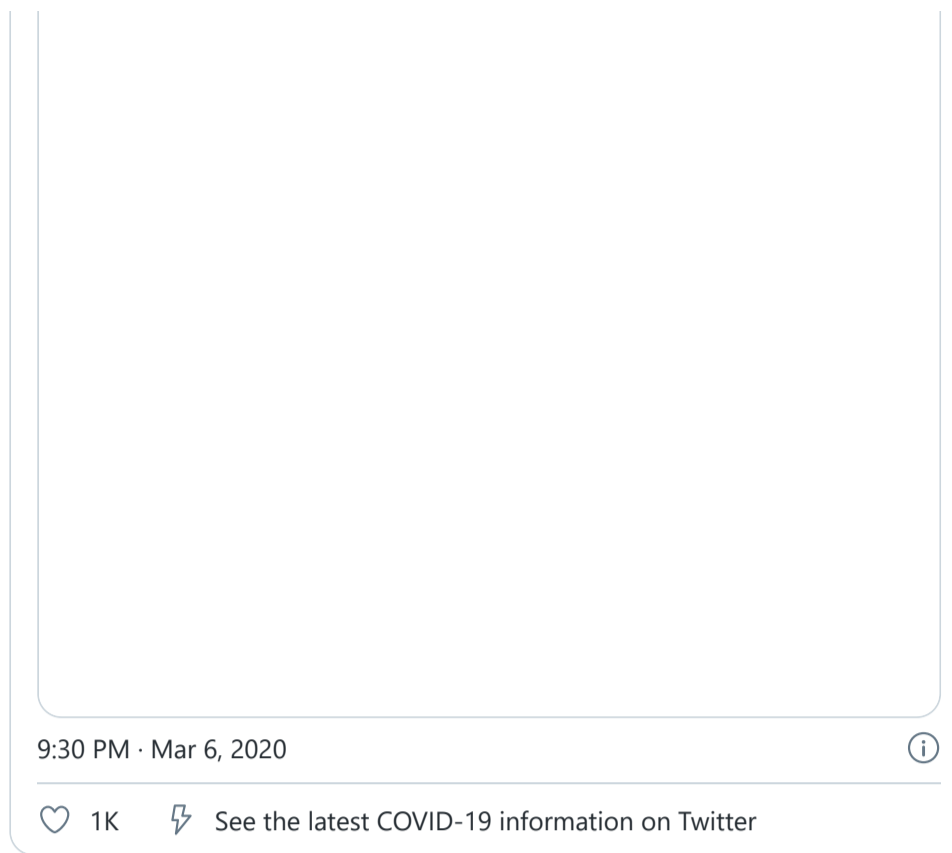 9:30 PM · Mar 6, 2020
1K See the latest COVID-19 information on Twitter